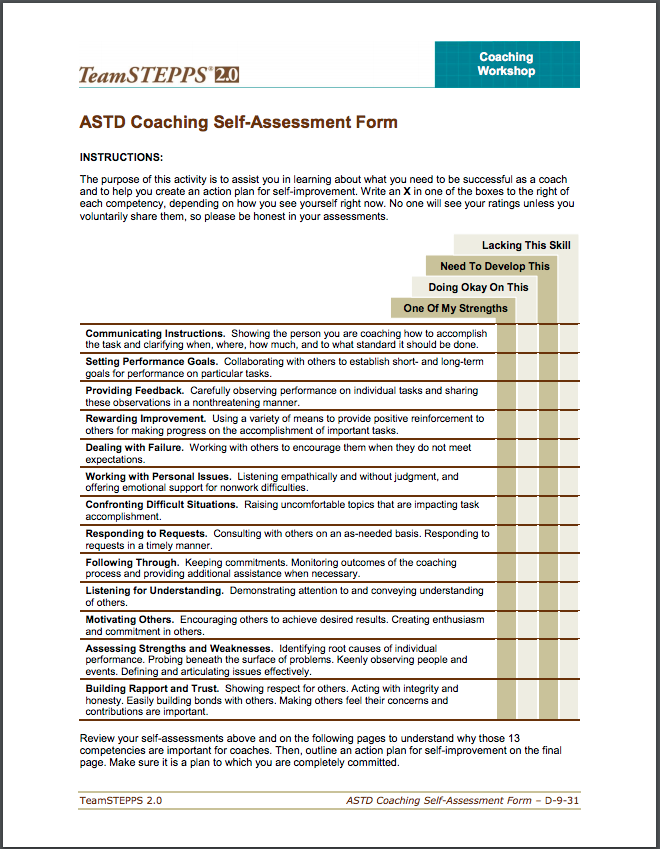 TeamSTEPPS® 2.0
Coaching
Workshop
ASTD Coaching Self-Assessment Form
INSTRUCTIONS:
The purpose of this activity is to assist you in learning about what you need to be successful as a coach
and to help you create an action plan for self-improvement. Write an X in one of the boxes to the right of
each competency, depending on how you see yourself right now. No one will see your ratings unless you
voluntarily share them, so please be honest in your assessments.
Lacking This Skill
Need To Develop This
Doing Okay On This
One Of My Strengths
Communicating Instructions. Showing the person you are coaching how to accomplish
the task and clarifying when, where, how much, and to what standard it should be done.
Setting Performance Goals. Collaborating with others to establish short- and long-term
goals for performance on particular tasks.
Providing Feedback. Carefully observing performance on individual tasks and sharing
these observations in a nonthreatening manner.
Rewarding Improvement. Using a variety of means to provide positive reinforcement to
others for making progress on the accomplishment of important tasks.
Dealing with Failure. Working with others to encourage them when they do not meet
expectations.
Working with Personal Issues. Listening empathically and without judgment, and
offering emotional support for nonwork difficulties.
Confronting Difficult Situations. Raising uncomfortable topics that are impacting task
accomplishment.
Responding to Requests. Consulting with others on an as-needed basis. Responding to
requests in a timely manner.
Following Through. Keeping commitments. Monitoring outcomes of the coaching
process and providing additional assistance when necessary.
Listening for Understanding. Demonstrating attention to and conveying understanding
of others.
Motivating Others. Encouraging others to achieve desired results. Creating enthusiasm
and commitment in others.
Assessing Strengths and Weaknesses. Identifying root causes of individual
performance. Probing beneath the surface of problems. Keenly observing people and
events. Defining and articulating issues effectively.
Building Rapport and Trust. Showing respect for others. Acting with integrity and
honesty. Easily building bonds with others. Making others feel their concerns and
contributions are important.
Review your self-assessments above and on the following pages to understand why those 13
competencies are important for coaches. Then, outline an action plan for self-improvement on the final
page. Make sure it is a plan to which you are completely committed.
TeamSTEPPS 2.0
ASTD Coaching Self-Assessment Form – D-9-31